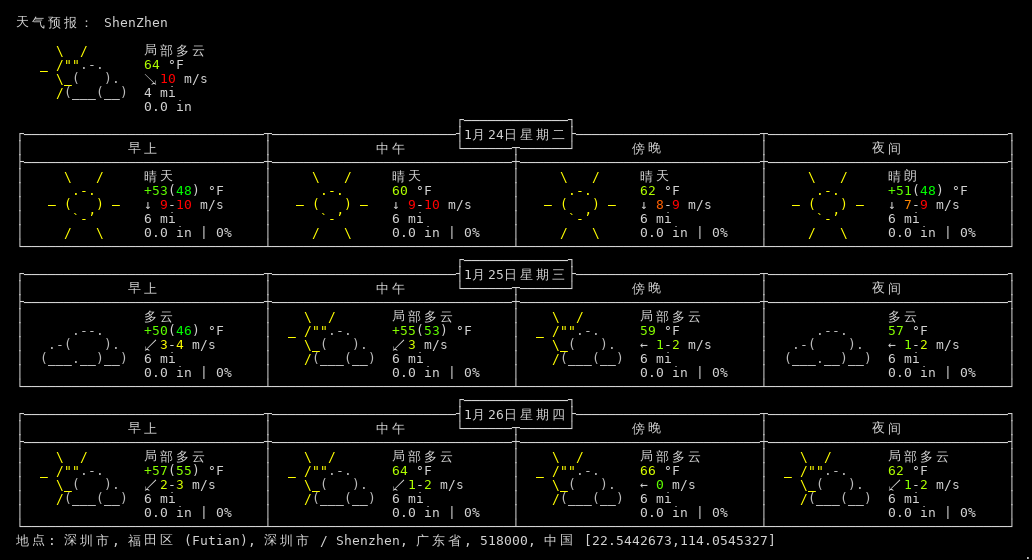 天气预报： ShenZhen
局部多云
64 °F
↘ 10 m/s
4 mi
0.0 in
1月24日星期二
早上 中午 傍晚 夜间
晴天 晴天 晴天 晴朗
+53(48) °F 60 °F 62 °F +51(48) °F
↓ 9-10 m/s ↓ 9-10 m/s ↓ 8-9 m/s ↓ 7-9 m/s
6 mi 6 mi 6 mi 6 mi
0.0 in | 0% 0.0 in | 0% 0.0 in | 0% 0.0 in | 0%
1月25日星期三
早上 中午 傍晚 夜间
多云 局部多云 局部多云 多云
+50(46) °F +55(53) °F 59 °F 57 °F
↙ 3-4 m/s ↙ 3 m/s ← 1-2 m/s ← 1-2 m/s
6 mi 6 mi 6 mi 6 mi
0.0 in | 0% 0.0 in | 0% 0.0 in | 0% 0.0 in | 0%
1月26日星期四
早上 中午 傍晚 夜间
局部多云 局部多云 局部多云 局部多云
+57(55) °F 64 °F 66 °F 62 °F
↙ 2-3 m/s ↙ 1-2 m/s ← 0 m/s ↙ 1-2 m/s
6 mi 6 mi 6 mi 6 mi
0.0 in | 0% 0.0 in | 0% 0.0 in | 0% 0.0 in | 0%
地点: 深圳市, 福田区 (Futian), 深圳市 / Shenzhen, 广东省, 518000, 中国 [22.5442673,114.0545327]